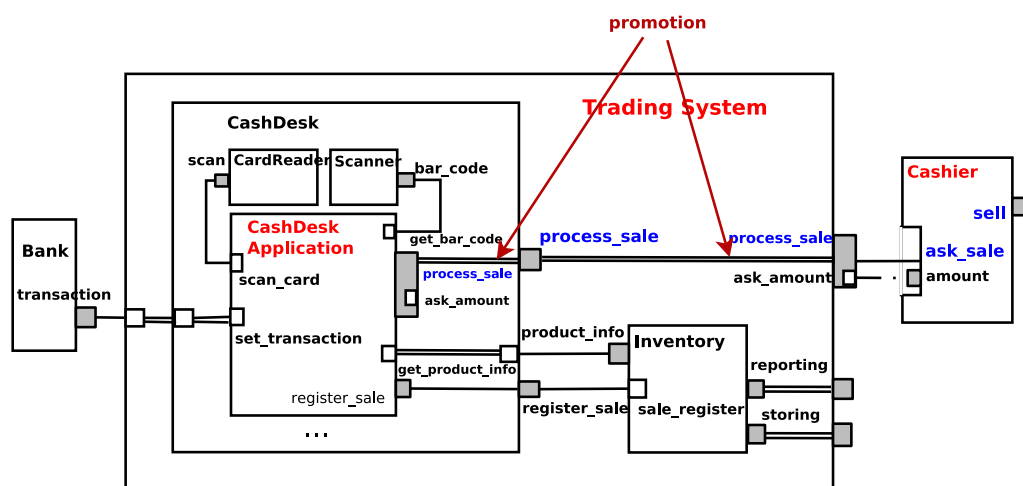 promotion
Trading System
CashDesk
scan
CardReader
Scanner
bar_code
Cashier
sell
CashDesk
Application
get_bar_code
process_sale
process_sale
Bank
scan_card
process_sale
ask_amount
ask_sale
amount
transaction
ask_amount
set_transaction
product_info
Inventory
get_product_info
reporting
register_sale
register_sale
sale_register
storing
...